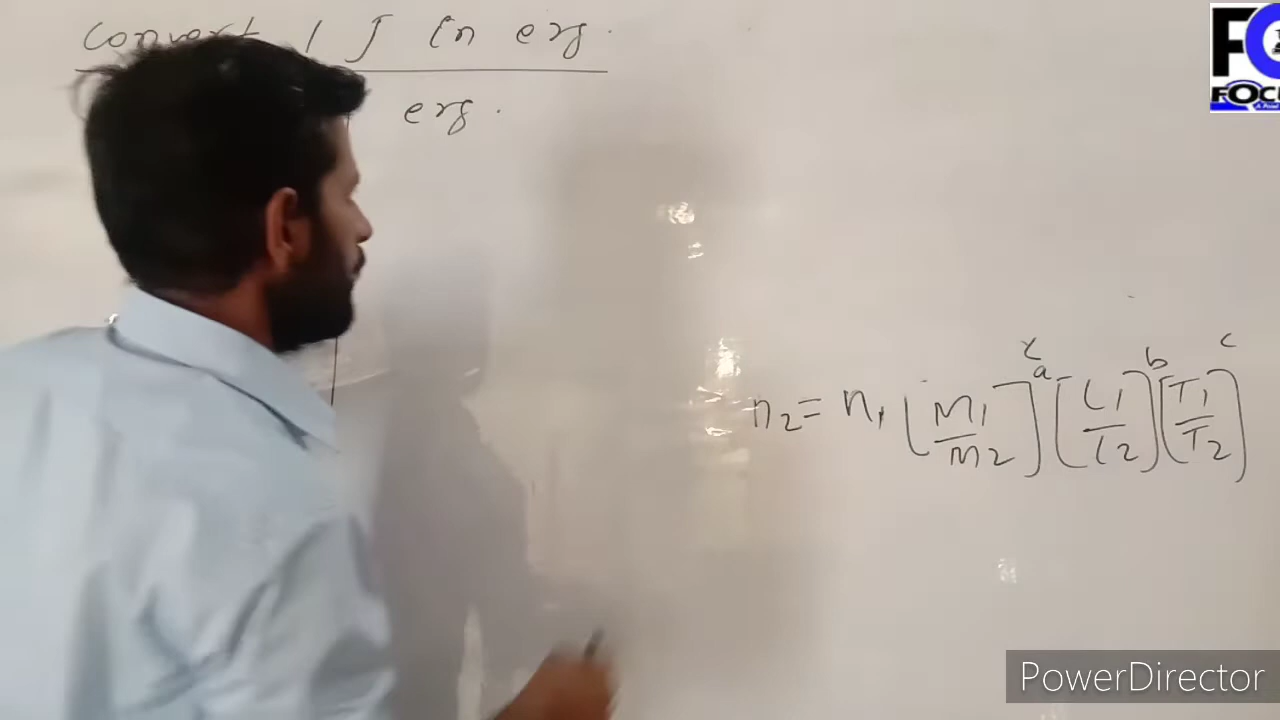 convert 1 J in erg.
erg.
n₂ = n₁ [M₁/M₂]ᵃ [L₁/L₂]ᵇ [T₁/T₂]ᶜ
PowerDirector